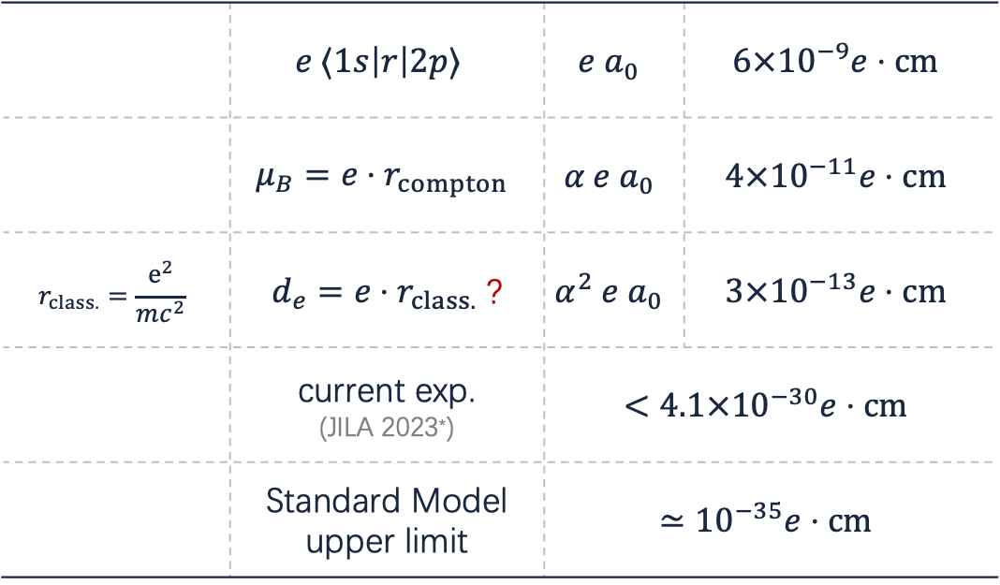 e ⟨1s|r|2p⟩ e a₀ 6×10⁻⁹e · cm
μ_B = e · r_compton α e a₀ 4×10⁻¹¹e · cm
r_class. = e²/mc² d_e = e · r_class. ? α² e a₀ 3×10⁻¹³e · cm
current exp.
(JILA 2023*)
< 4.1×10⁻³⁰e · cm
Standard Model
upper limit
≃ 10⁻³⁵e · cm